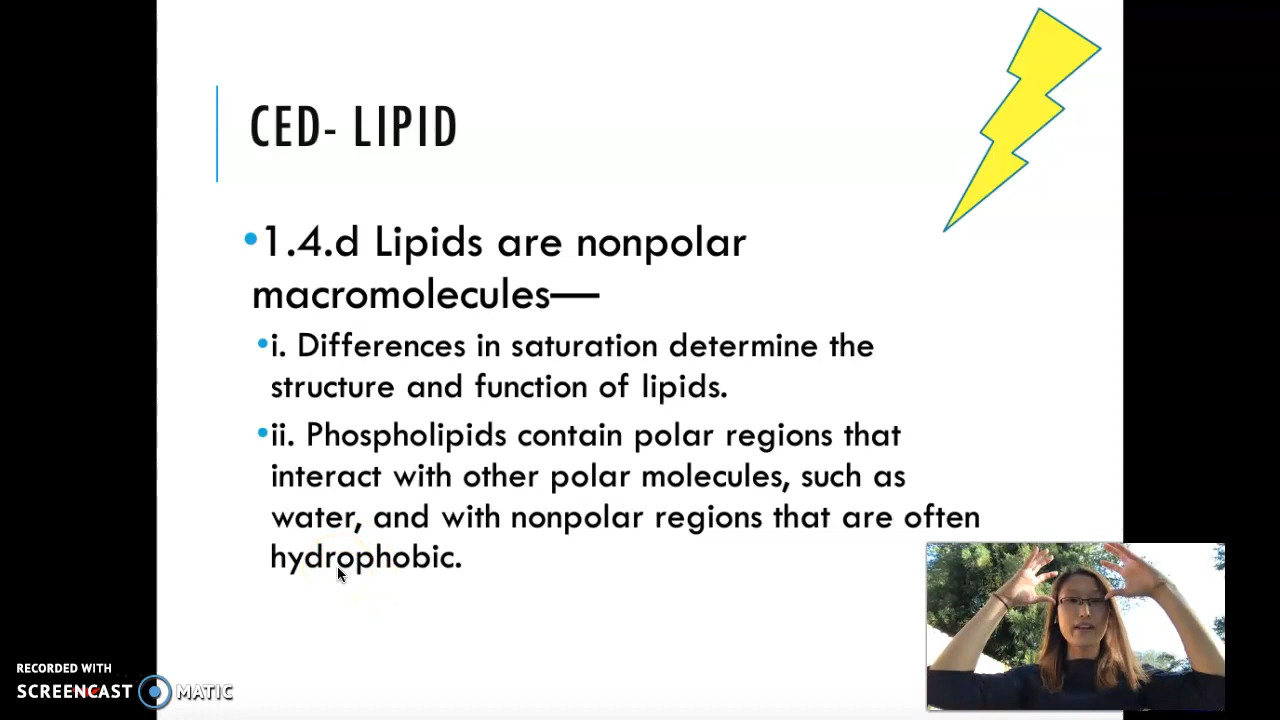 CED- LIPID
•1.4.d Lipids are nonpolar
macromolecules—
•i. Differences in saturation determine the
structure and function of lipids.
•ii. Phospholipids contain polar regions that
interact with other polar molecules, such as
water, and with nonpolar regions that are often
hydrophobic.
RECORDED WITH
SCREENCAST MATIC